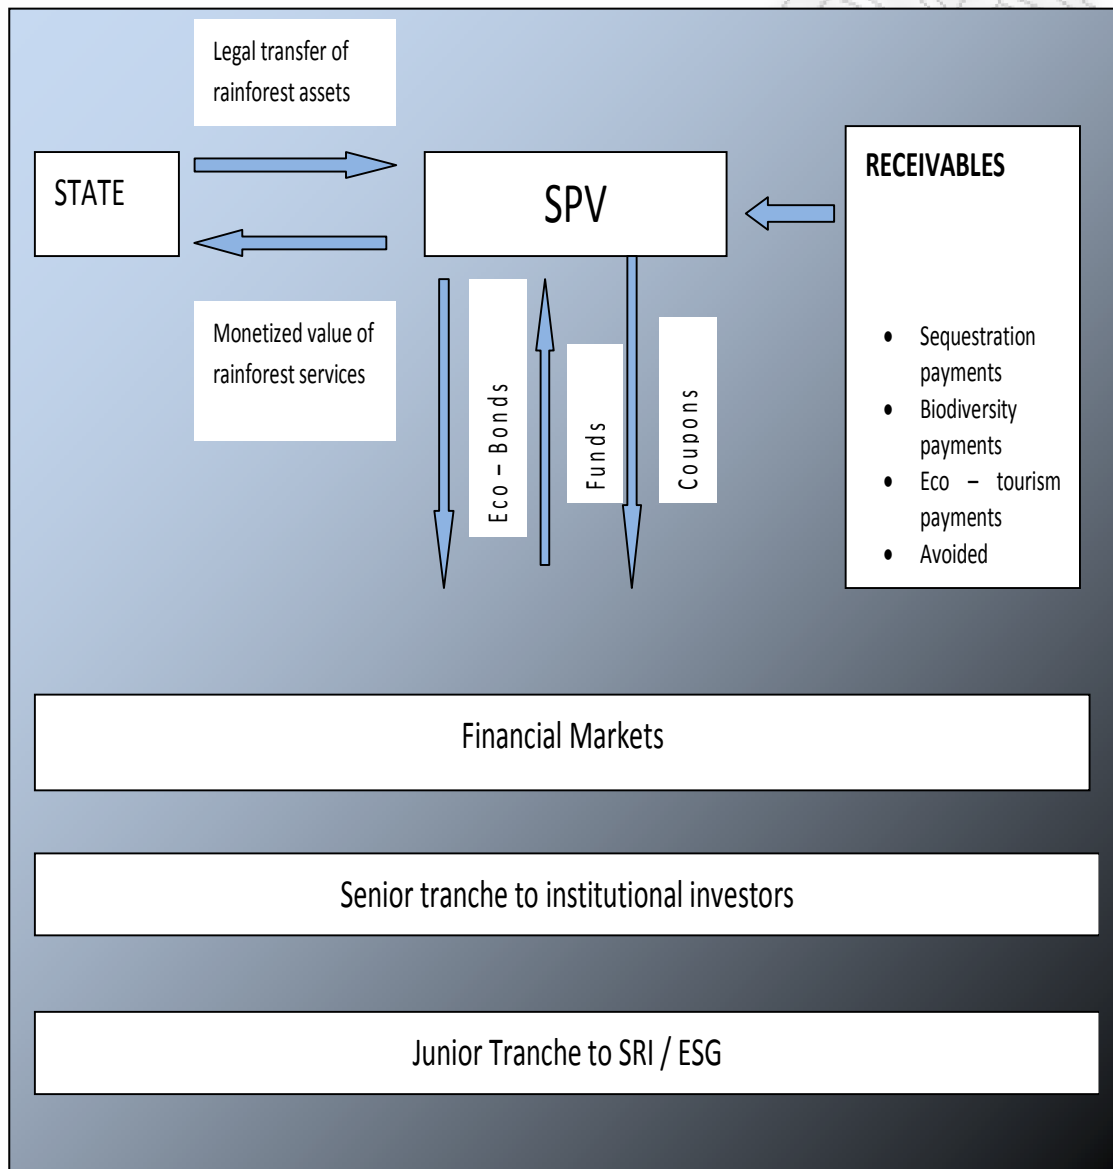 Legal transfer of
rainforest assets
STATE
SPV
RECEIVABLES
Monetized value of
rainforest services
Eco – Bonds
Funds
Coupons
• Sequestration
payments
• Biodiversity
payments
• Eco – tourism
payments
• Avoided
Financial Markets
Senior tranche to institutional investors
Junior Tranche to SRI / ESG